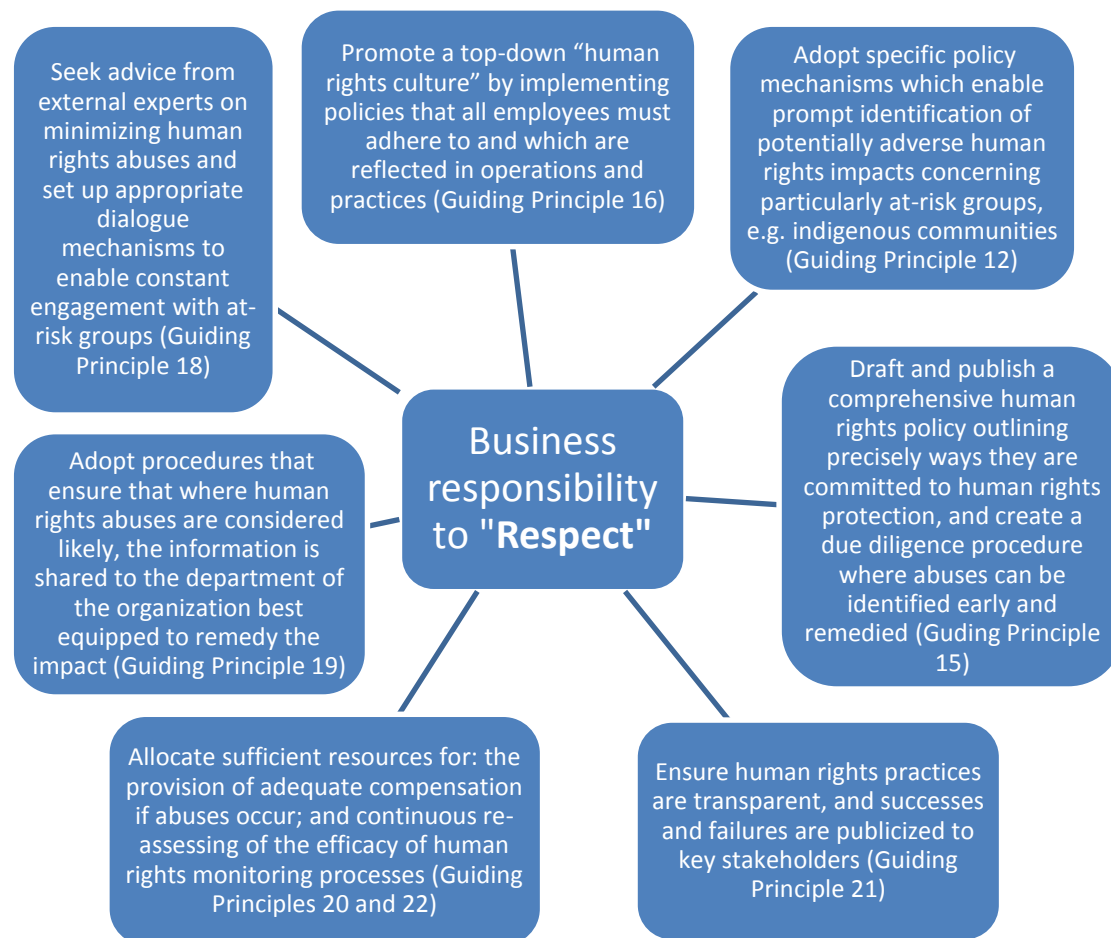 Seek advice from
external experts on
minimizing human
rights abuses and
set up appropriate
dialogue
mechanisms to
enable constant
engagement with at-
risk groups (Guiding
Principle 18)
Promote a top-down “human
rights culture” by implementing
policies that all employees must
adhere to and which are
reflected in operations and
practices (Guiding Principle 16)
Adopt specific policy
mechanisms which enable
prompt identification of
potentially adverse human
rights impacts concerning
particularly at-risk groups,
e.g. indigenous communities
(Guiding Principle 12)
Business
responsibility
to "Respect"
Adopt procedures that
ensure that where human
rights abuses are considered
likely, the information is
shared to the department of
the organization best
equipped to remedy the
impact (Guiding Principle 19)
Draft and publish a
comprehensive human
rights policy outlining
precisely ways they are
committed to human rights
protection, and create a
due diligence procedure
where abuses can be
identified early and
remedied (Guding Principle
15)
Allocate sufficient resources for: the
provision of adequate compensation
if abuses occur; and continuous re-
assessing of the efficacy of human
rights monitoring processes (Guiding
Principles 20 and 22)
Ensure human rights practices
are transparent, and successes
and failures are publicized to
key stakeholders (Guiding
Principle 21)